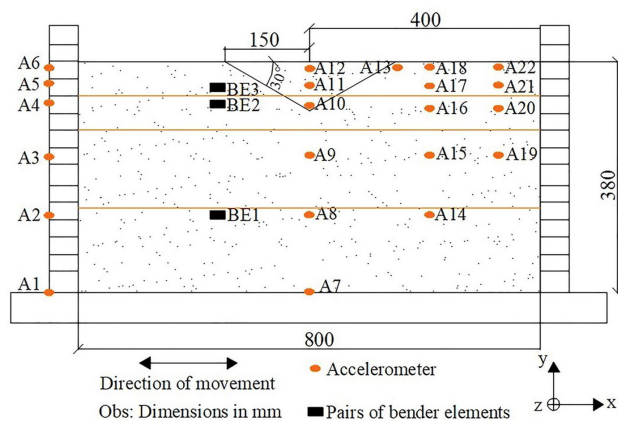 400
150
A6 A12 A13 A18 A22
30°
A5 BE3 A11 A17 A21
A4 BE2 A10 A16 A20
A3 A9 A15 A19
380
A2 BE1 A8 A14
A1 A7
800
y
Direction of movement
Accelerometer
z x
Obs: Dimensions in mm
Pairs of bender elements